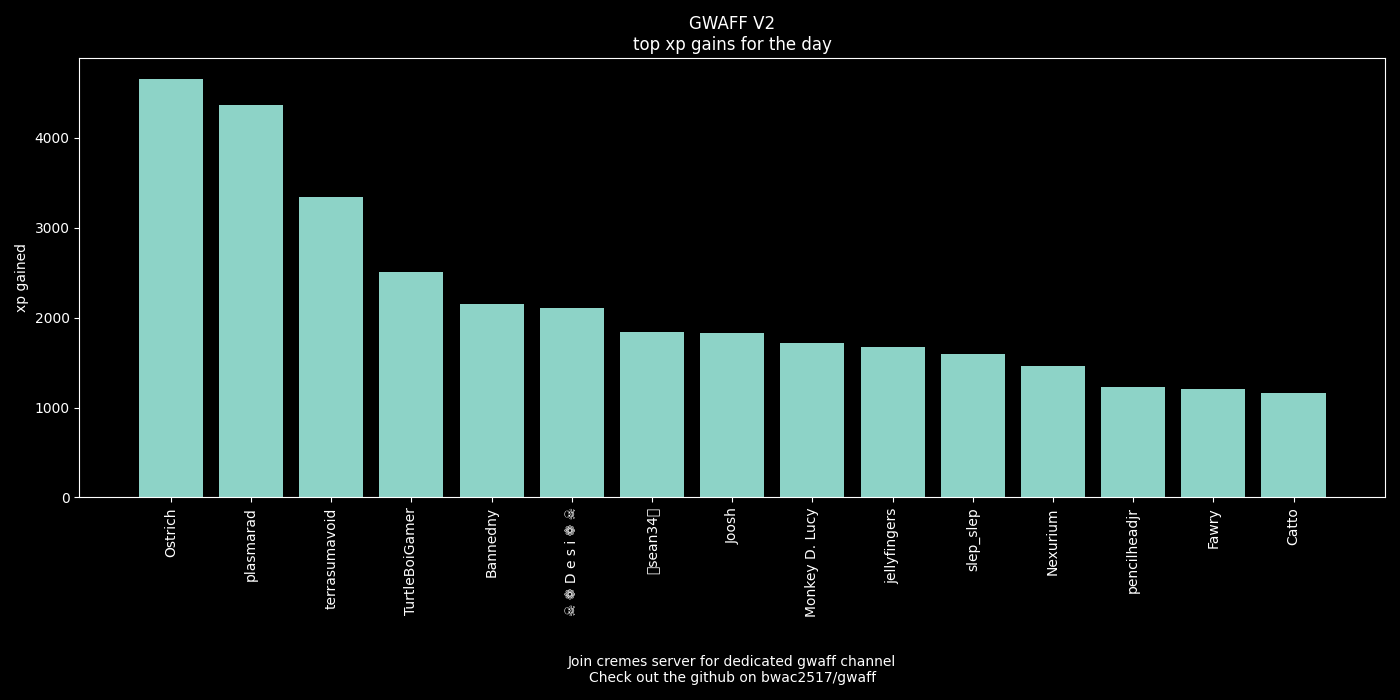 GWAFF V2
top xp gains for the day
xp gained
4000
3000
2000
1000
0
Ostrich
plasmarad
terrasumavoid
TurtleBoiGamer
Bannedny
☠ ❁ D e s i ❁ ☠
▯sean34▯
Joosh
Monkey D. Lucy
jellyfingers
slep_slep
Nexurium
pencilheadjr
Fawry
Catto
Join cremes server for dedicated gwaff channel
Check out the github on bwac2517/gwaff